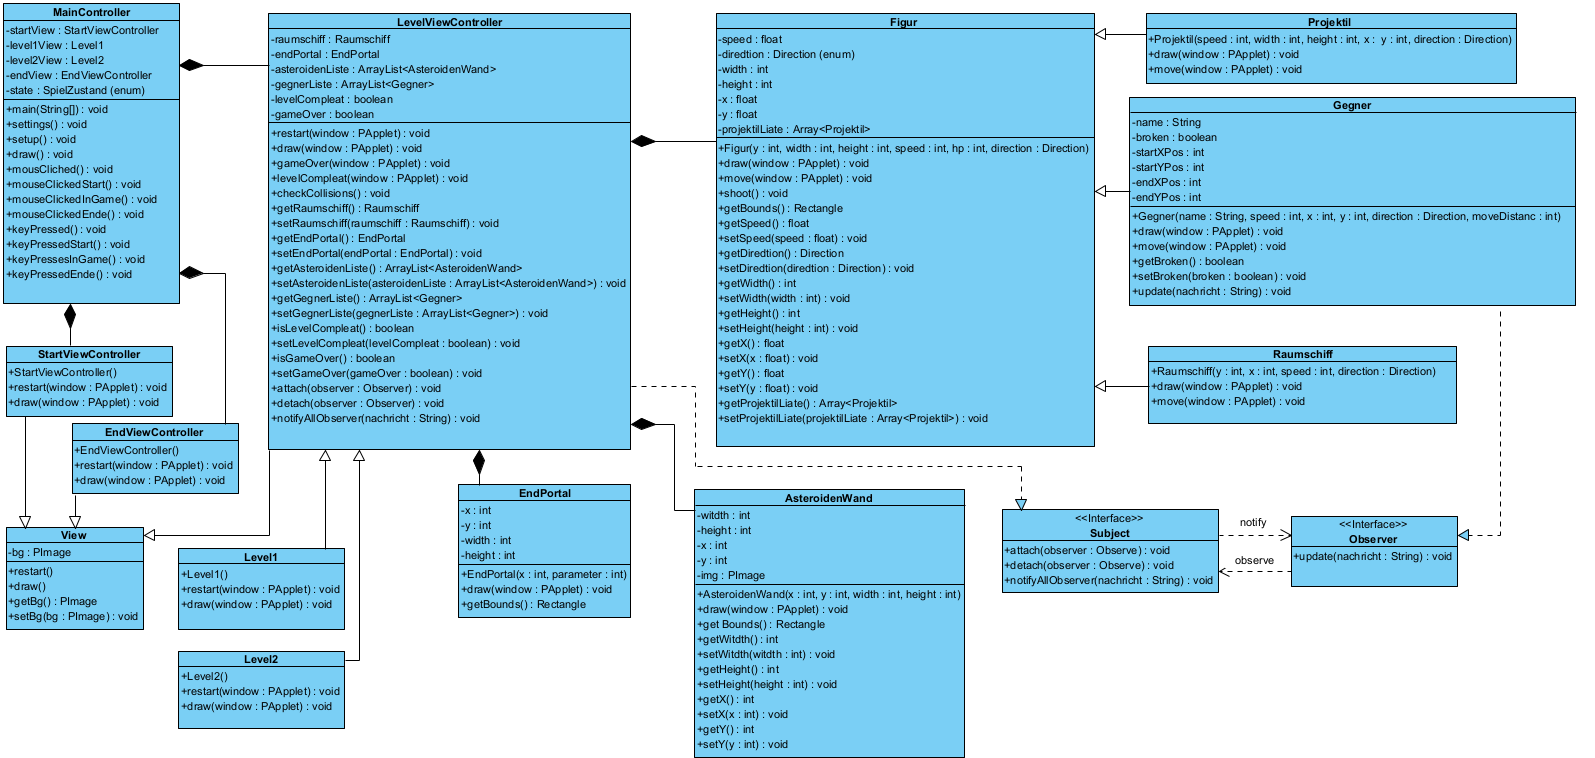 MainController
-startView : StartViewController
-level1View : Level1
-level2View : Level2
-endView : EndViewController
-state : SpielZustand (enum)
+main(String[]) : void
+settings() : void
+setup() : void
+draw() : void
+mousCliched() : void
+mouseClickedStart() : void
+mouseClickedInGame() : void
+mouseClickedEnde() : void
+keyPressed() : void
+keyPressedStart() : void
+keyPressesInGame() : void
+keyPressedEnde() : void
StartViewController
+StartViewController()
+restart(window : PApplet) : void
+draw(window : PApplet) : void
EndViewController
+EndViewController()
+restart(window : PApplet) : void
+draw(window : PApplet) : void
View
-bg : PImage
+restart()
+draw()
+getBg() : PImage
+setBg(bg : PImage) : void
Level1
+Level1()
+restart(window : PApplet) : void
+draw(window : PApplet) : void
Level2
+Level2()
+restart(window : PApplet) : void
+draw(window : PApplet) : void
LevelViewController
-raumschiff : Raumschiff
-endPortal : EndPortal
-asteroidenListe : ArrayList<AsteroidenWand>
-gegnerListe : ArrayList<Gegner>
-levelCompleat : boolean
-gameOver : boolean
+restart(window : PApplet) : void
+draw(window : PApplet) : void
+gameOver(window : PApplet) : void
+levelCompleat(window : PApplet) : void
+checkCollisions() : void
+getRaumschiff() : Raumschiff
+setRaumschiff(raumschiff : Raumschiff) : void
+getEndPortal() : EndPortal
+setEndPortal(endPortal : EndPortal) : void
+getAsteroidenListe() : ArrayList<AsteroidenWand>
+setAsteroidenListe(asteroidenListe : ArrayList<AsteroidenWand>) : void
+getGegnerListe() : ArrayList<Gegner>
+setGegnerListe(gegnerListe : ArrayList<Gegner>) : void
+isLevelCompleat() : boolean
+setLevelCompleat(levelCompleat : boolean) : void
+isGameOver() : boolean
+setGameOver(gameOver : boolean) : void
+attach(observer : Observer) : void
+detach(observer : Observer) : void
+notifyAllObserver(nachricht : String) : void
EndPortal
-x : int
-y : int
-width : int
-height : int
+EndPortal(x : int, parameter : int)
+draw(window : PApplet) : void
+getBounds() : Rectangle
Figur
-speed : float
-diredtion : Direction (enum)
-width : int
-height : int
-x : float
-y : float
-projektilLiate : Array<Projektil>
+Figur(y : int, width : int, height : int, speed : int, hp : int, direction : Direction)
+draw(window : PApplet) : void
+move(window : PApplet) : void
+shoot() : void
+getBounds() : Rectangle
+getSpeed() : float
+setSpeed(speed : float) : void
+getDiredtion() : Direction
+setDiredtion(diredtion : Direction) : void
+getWidth() : int
+setWidth(width : int) : void
+getHeight() : int
+setHeight(height : int) : void
+getX() : float
+setX(x : float) : void
+getY() : float
+setY(y : float) : void
+getProjektilLiate() : Array<Projektil>
+setProjektilLiate(projektilLiate : Array<Projektil>) : void
AsteroidenWand
-witdth : int
-height : int
-x : int
-y : int
-img : PImage
+AsteroidenWand(x : int, y : int, width : int, height : int)
+draw(window : PApplet) : void
+get Bounds() : Rectangle
+getWitdth() : int
+setWitdth(witdth : int) : void
+getHeight() : int
+setHeight(height : int) : void
+getX() : int
+setX(x : int) : void
+getY() : int
+setY(y : int) : void
Projektil
+Projektil(speed : int, width : int, height : int, x :  y : int, direction : Direction)
+draw(window : PApplet) : void
+move(window : PApplet) : void
Gegner
-name : String
-broken : boolean
-startXPos : int
-startYPos : int
-endXPos : int
-endYPos : int
+Gegner(name : String, speed : int, x : int, y : int, direction : Direction, moveDistanc : int)
+draw(window : PApplet) : void
+move(window : PApplet) : void
+getBroken() : boolean
+setBroken(broken : boolean) : void
+update(nachricht : String) : void
Raumschiff
+Raumschiff(y : int, x : int, speed : int, direction : Direction)
+draw(window : PApplet) : void
+move(window : PApplet) : void
<<Interface>>
Subject
+attach(observer : Observe) : void
+detach(observer : Observe) : void
+notifyAllObserver(nachricht : String) : void
notify
observe
<<Interface>>
Observer
+update(nachricht : String) : void